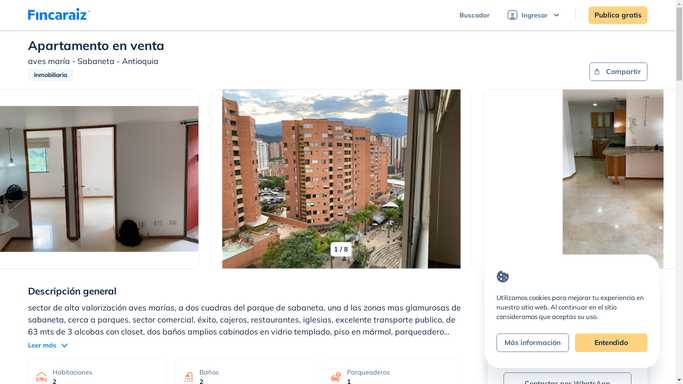 Fincaraiz
Buscador
Ingresar
Publica gratis
Apartamento en venta
aves maría - Sabaneta - Antioquia
Inmobiliaria
Compartir
1 / 8
Descripción general
sector de alta valorización aves marías, a dos cuadras del parque de sabaneta, una d las zonas mas glamurosas de
sabaneta, cerca a parques, sector comercial, éxito, cajeros, restaurantes, iglesias, excelente transporte publico, de
63 mts de 3 alcobas con closet, dos baños amplios cabinados en vidrio templado, piso en mármol, parqueadero...
Leer más
Habitaciones
2
Baños
2
Parqueaderos
1
Utilizamos cookies para mejorar tu experiencia en
nuestro sitio web. Al continuar en el sitio
consideramos que aceptas su uso.
Más información
Entendido
Contactar por WhatsApp